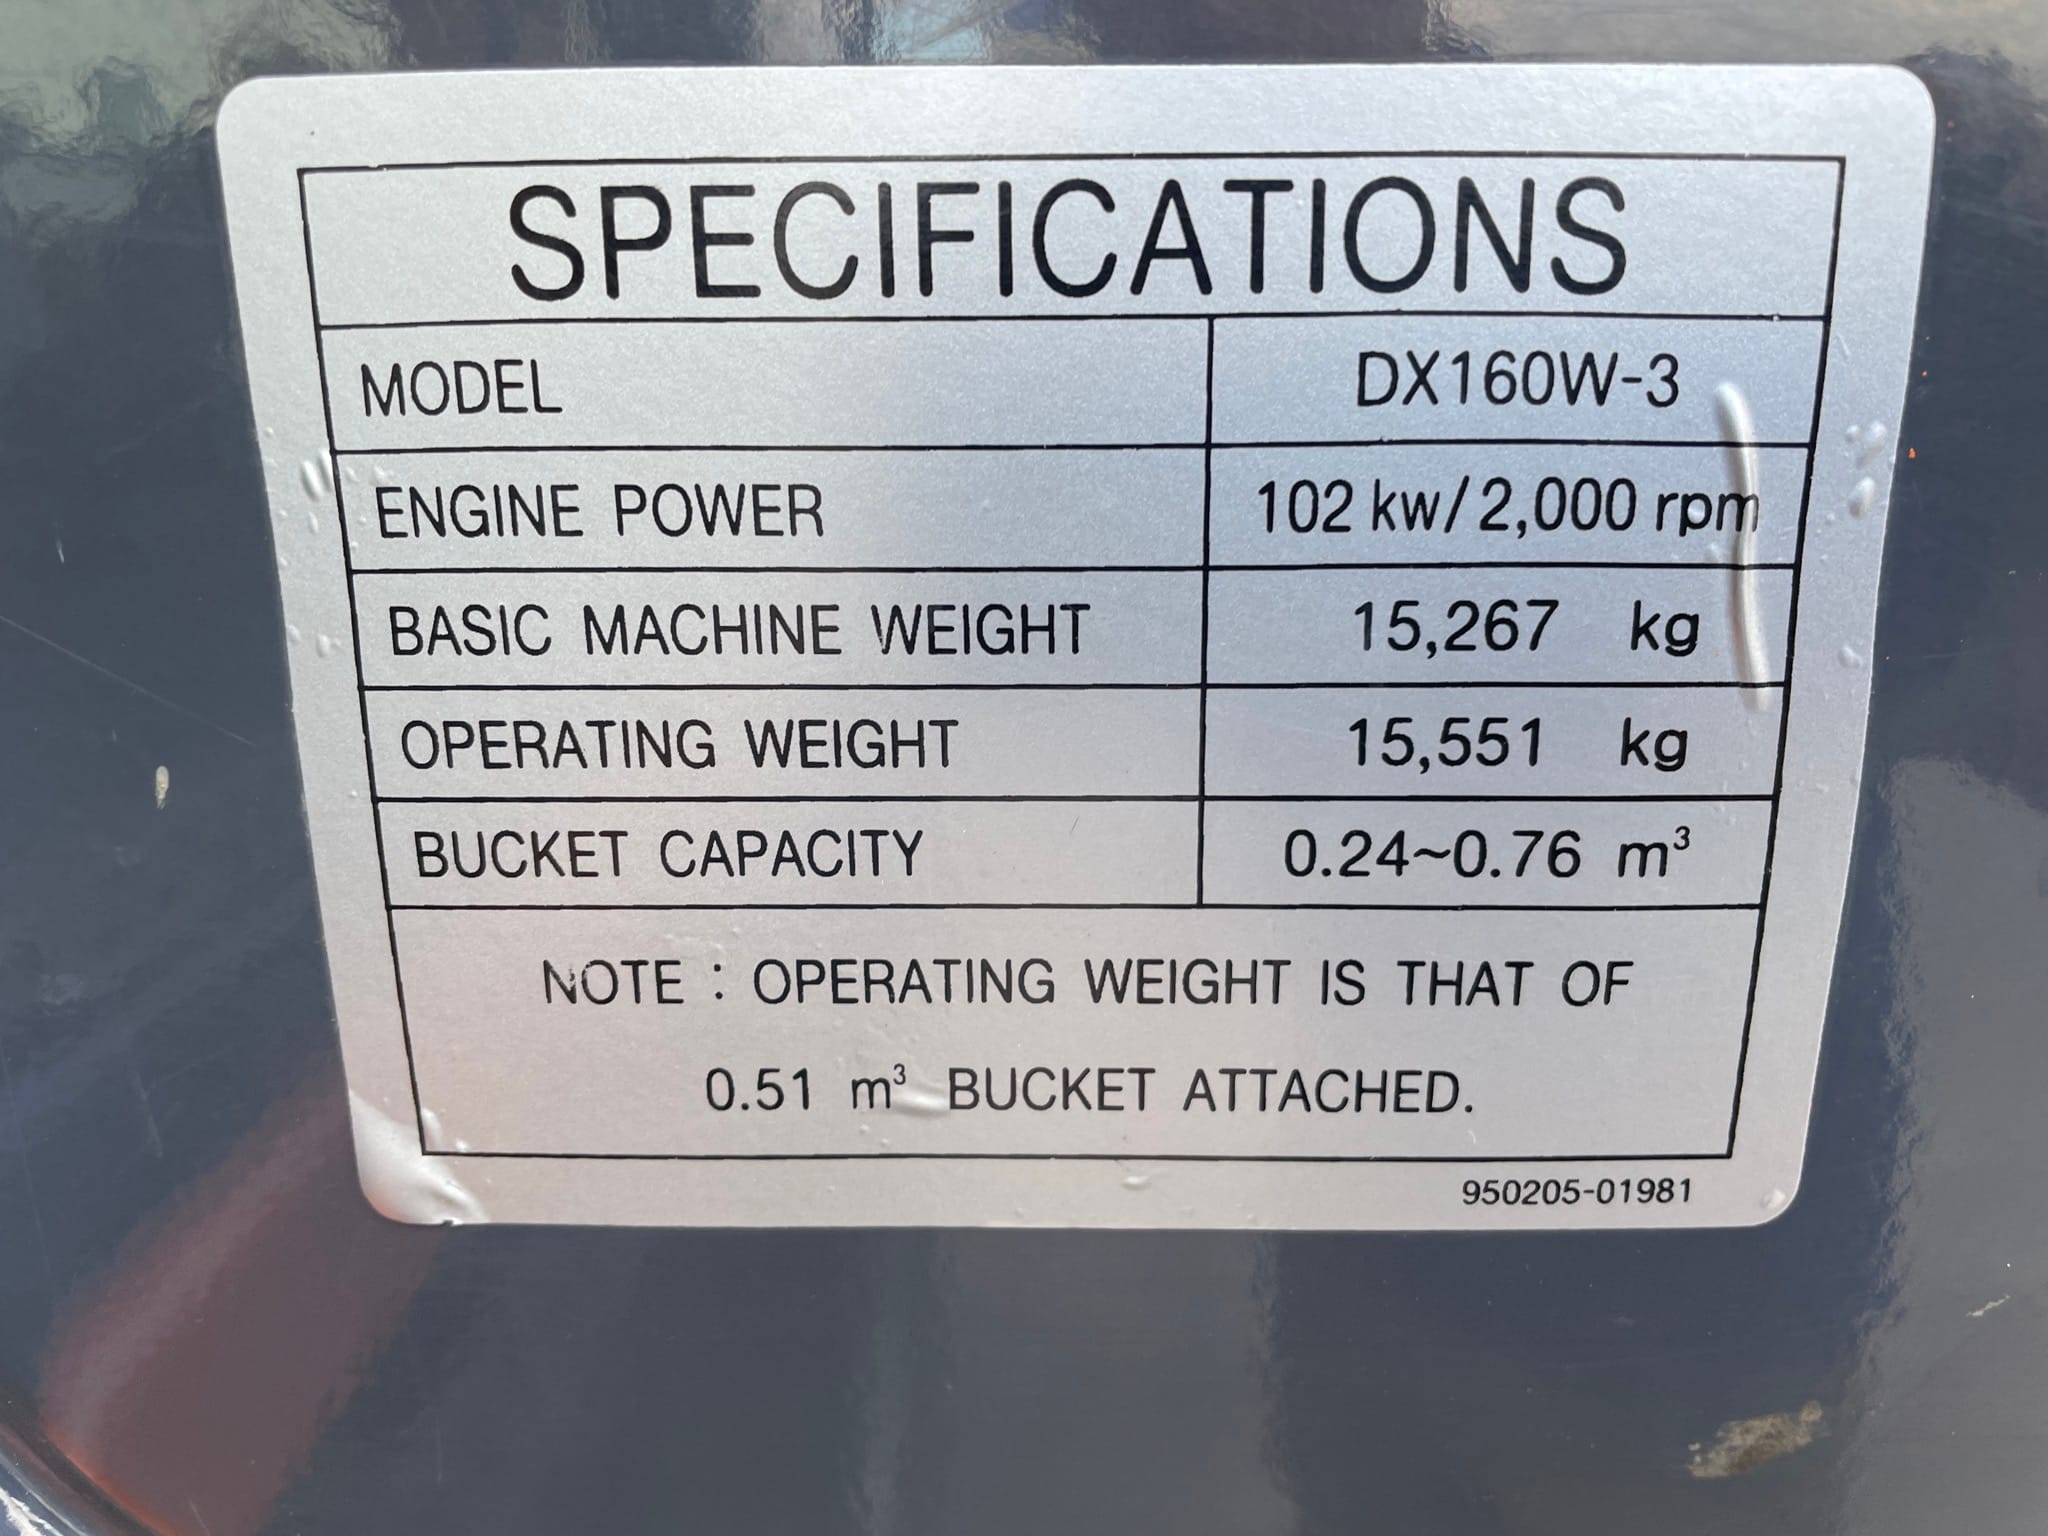 SPECIFICATIONS
MODEL DX160W-3
ENGINE POWER 102 kw/2,000 rpm
BASIC MACHINE WEIGHT 15,267 kg
OPERATING WEIGHT 15,551 kg
BUCKET CAPACITY 0.24~0.76 m³
NOTE : OPERATING WEIGHT IS THAT OF
0.51 m³ BUCKET ATTACHED.
950205-01981